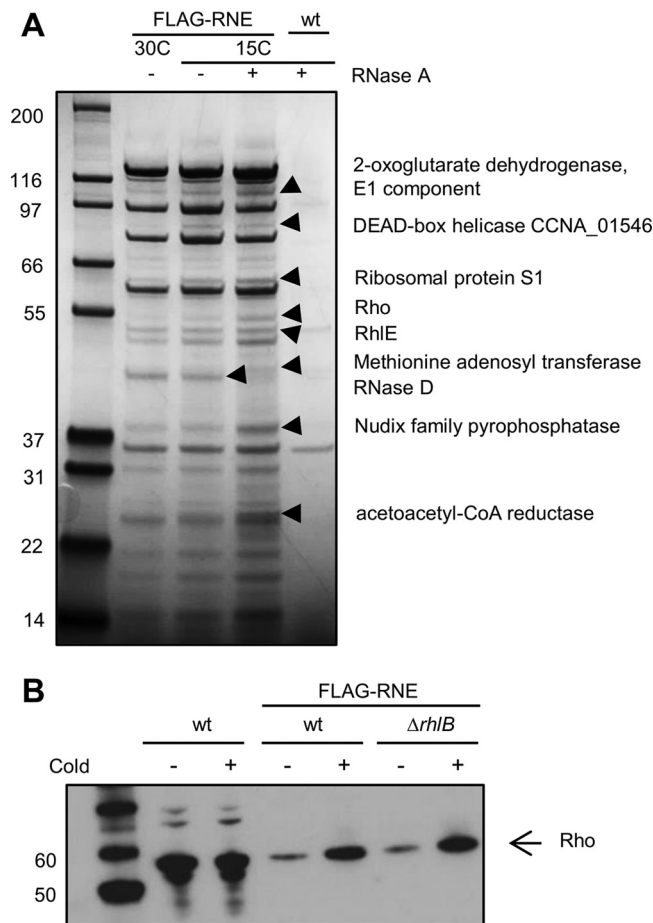 A
FLAG-RNE wt
30C 15C
- - + + RNase A
200
116
97
66
55
37
31
22
14
2-oxoglutarate dehydrogenase,
E1 component
DEAD-box helicase CCNA_01546
Ribosomal protein S1
Rho
RhlE
Methionine adenosyl transferase
RNase D
Nudix family pyrophosphatase
acetoacetyl-CoA reductase
B
FLAG-RNE
wt wt ΔrhlB
Cold - + - + - +
60
50
Rho